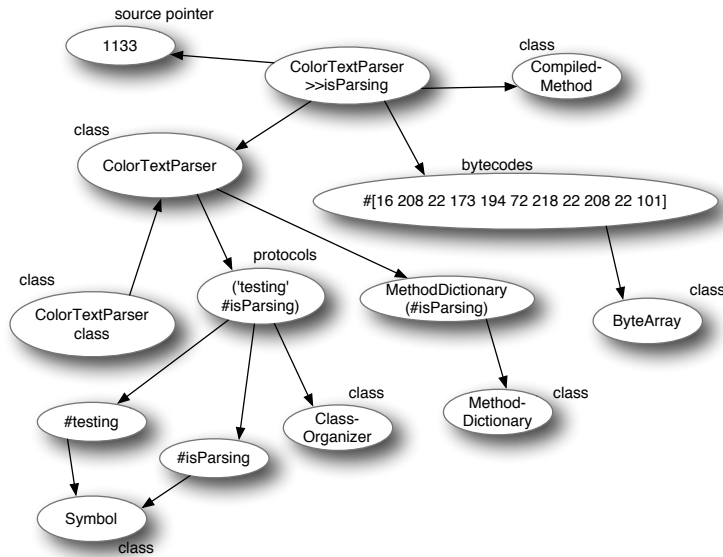 source pointer
1133
ColorTextParser
>>isParsing
class
Compiled-
Method
class
ColorTextParser
bytecodes
#[16 208 22 173 194 72 218 22 208 22 101]
class
ColorTextParser
class
protocols
('testing'
#isParsing)
MethodDictionary
(#isParsing)
class
ByteArray
#testing
#isParsing
class
Class-
Organizer
class
Method-
Dictionary
Symbol
class